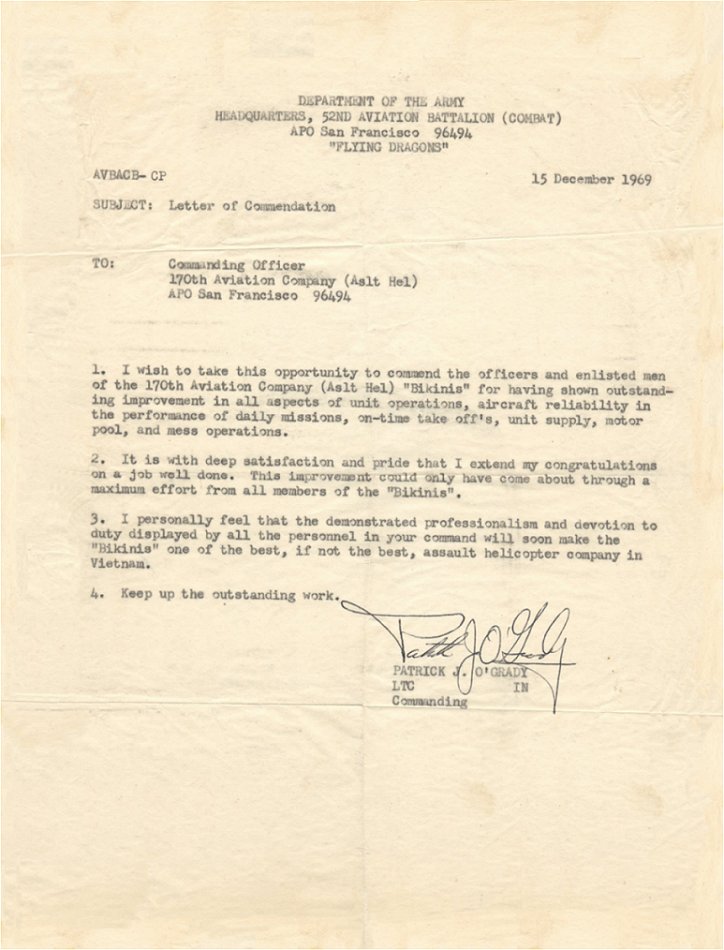 DEPARTMENT OF THE ARMY
HEADQUARTERS, 52ND AVIATION BATTALION (COMBAT)
APO San Francisco 96494
"FLYING DRAGONS"
AVBACB-CP 15 December 1969
SUBJECT: Letter of Commendation
TO: Commanding Officer
170th Aviation Company (Aslt Hel)
APO San Francisco 96494
1. I wish to take this opportunity to commend the officers and enlisted men
of the 170th Aviation Company (Aslt Hel) "Bikinis" for having shown outstand-
ing improvement in all aspects of unit operations, aircraft reliability in
the performance of daily missions, on-time take off's, unit supply, motor
pool, and mess operations.
2. It is with deep satisfaction and pride that I extend my congratulations
on a job well done. This improvement could only have come about through a
maximum effort from all members of the "Bikinis".
3. I personally feel that the demonstrated professionalism and devotion to
duty displayed by all the personnel in your command will soon make the
"Bikinis" one of the best, if not the best, assault helicopter company in
Vietnam.
4. Keep up the outstanding work.
Patrick J. O'Grady
PATRICK J. O'GRADY
LTC IN
Commanding